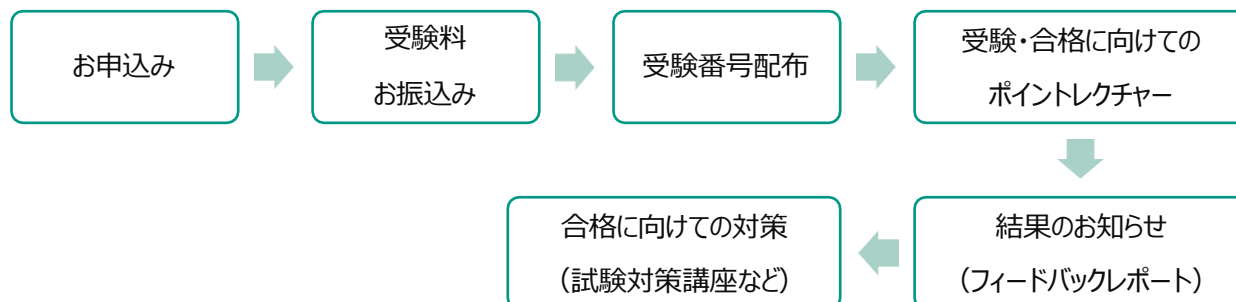 お申込み
受験料
お振込み
受験番号配布
受験・合格に向けての
ポイントレクチャー
結果のお知らせ
（フィードバックレポート）
合格に向けての対策
（試験対策講座など）